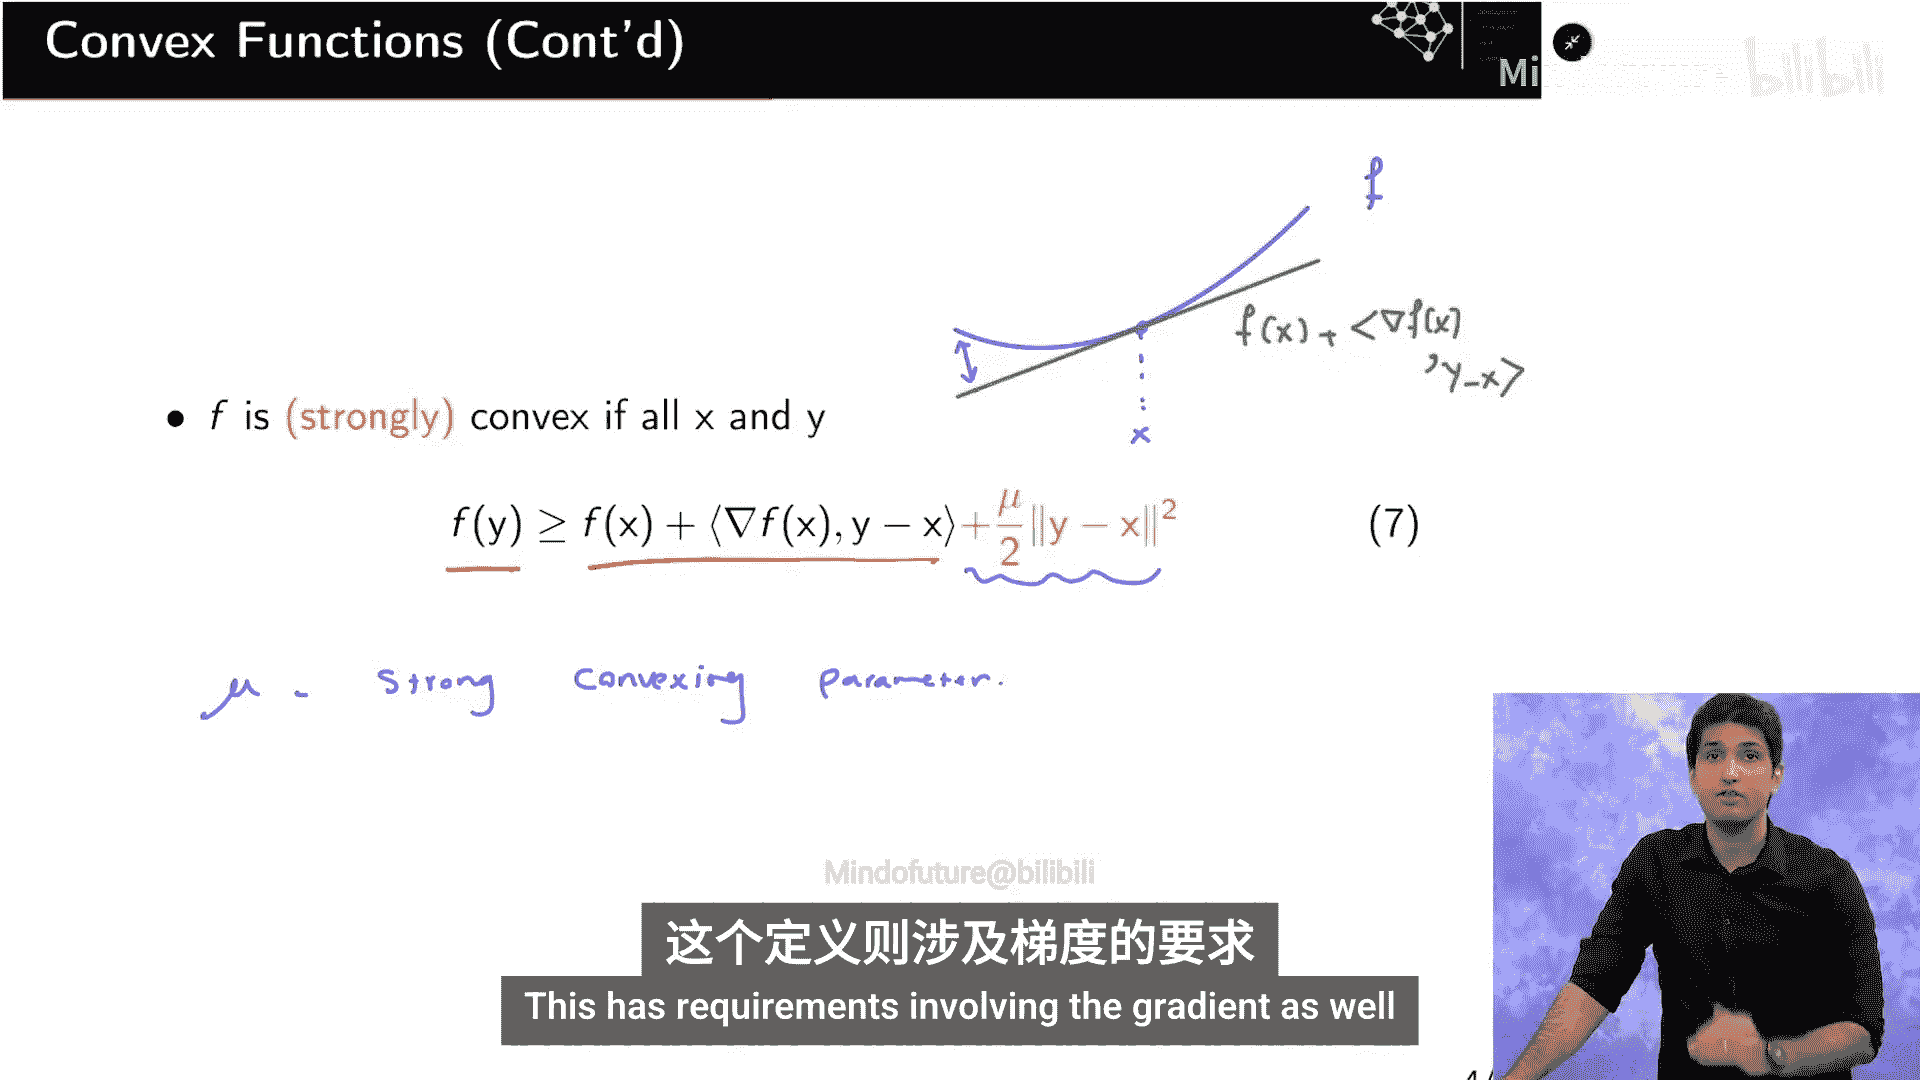 Convex Functions (Cont'd)
Mi
bilibili
f
f(x) + <∇f(x)
, y-x>
x
• f is (strongly) convex if all x and y
f(y) ≥ f(x) + ⟨∇f(x), y − x⟩ + μ/2 ‖y − x‖² (7)
μ - Strong Convexing Parameter.
Mindofuture@bilibili
这个定义则涉及梯度的要求
This has requirements involving the gradient as well